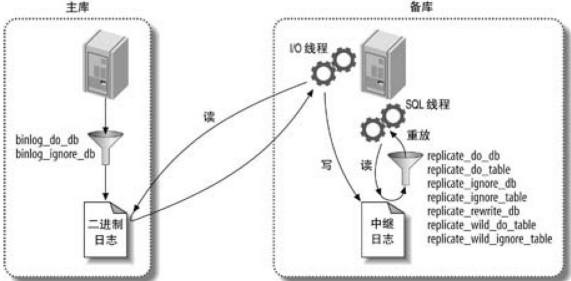 主库
binlog_do_db
binlog_ignore_db
二进制
日志
读
备库
I/O 线程
SQL 线程
重放
写
读
replicate_do_db
replicate_do_table
replicate_ignore_db
replicate_ignore_table
replicate_rewrite_db
replicate_wild_do_table
replicate_wild_ignore_table
中继
日志